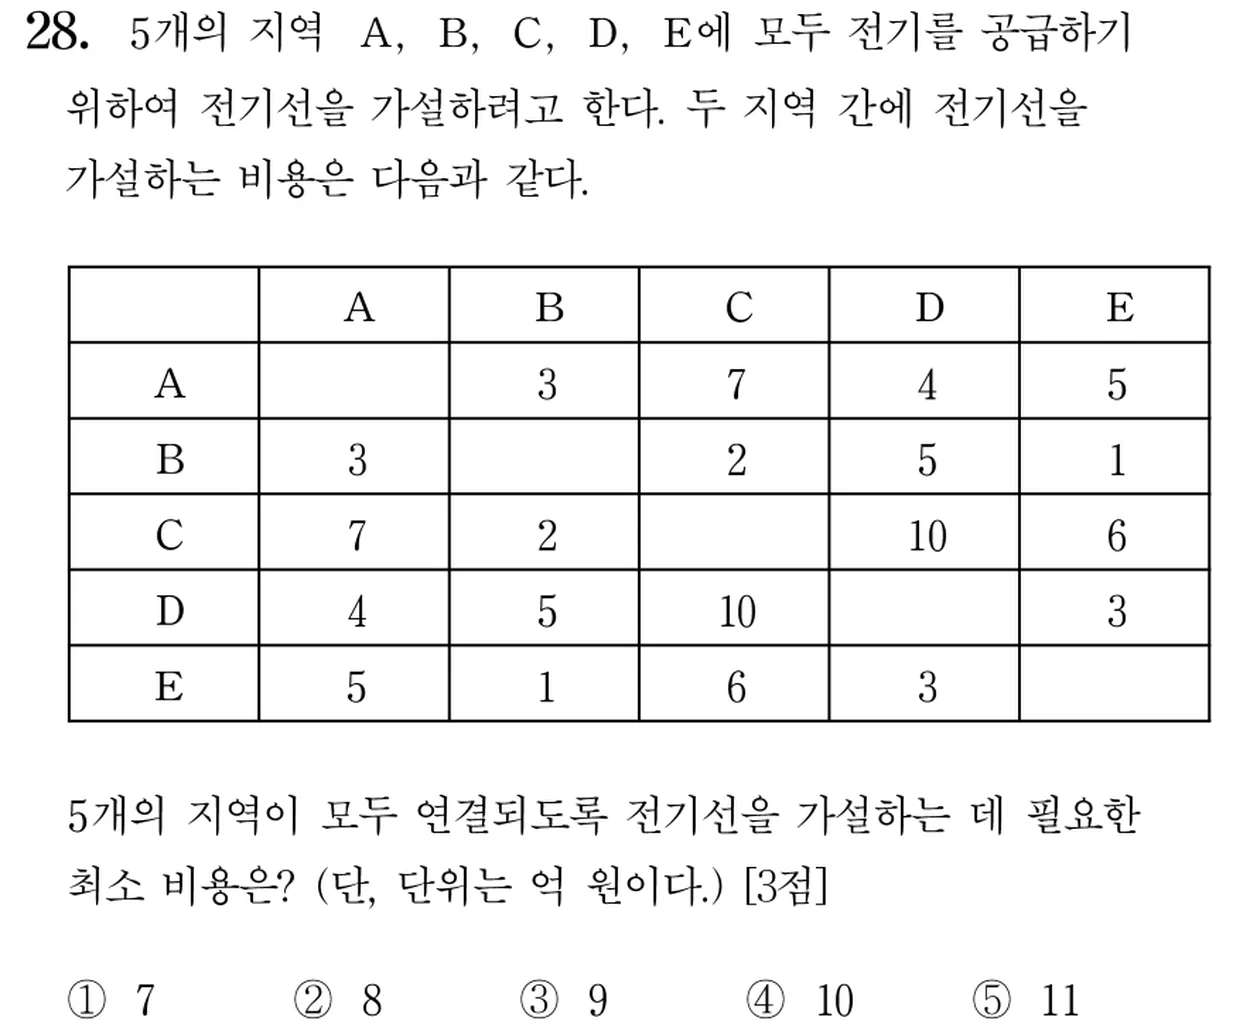 28. 5개의 지역 A, B, C, D, E에 모두 전기를 공급하기
위하여 전기선을 가설하려고 한다. 두 지역 간에 전기선을
가설하는 비용은 다음과 같다.
A B C D E
A 3 7 4 5
B 3 2 5 1
C 7 2 10 6
D 4 5 10 3
E 5 1 6 3
5개의 지역이 모두 연결되도록 전기선을 가설하는 데 필요한
최소 비용은? (단, 단위는 억 원이다.) [3점]
① 7 ② 8 ③ 9 ④ 10 ⑤ 11